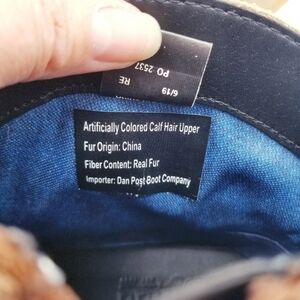 RE
PO 2537
6/19
Artificially Colored Calf Hair Upper
Fur Origin: China
Fiber Content: Real Fur
Importer: Dan Post Boot Company